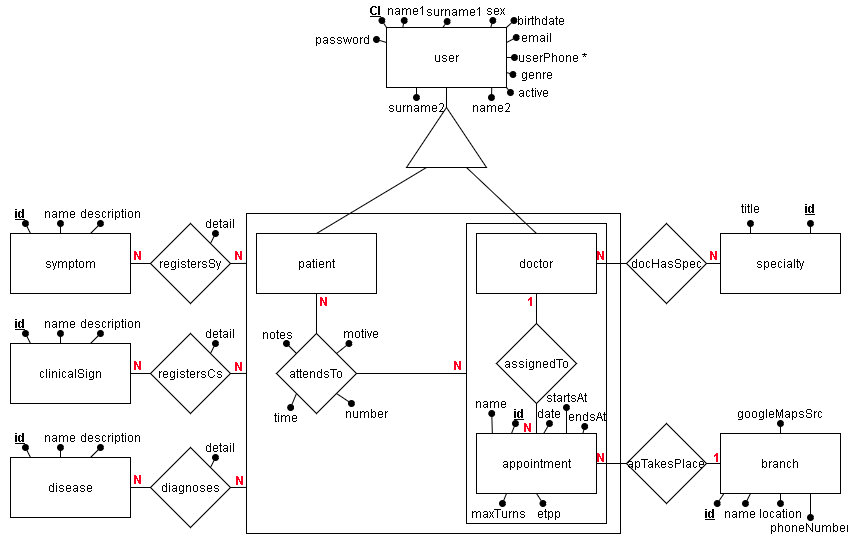 CI name1 surname1 sex
birthdate
password
email
user
userPhone *
genre
active
surname2 name2
id name description
detail
title id
symptom N registersSy N
patient
doctor N docHasSpec N specialty
N
1
id name description
detail
notes motive
clinicalSign N registersCs N
attendsTo N
assignedTo
time number
name id date startsAt endsAt
N
googleMapsSrc
id name description
detail
appointment N apTakesPlace 1 branch
disease N diagnoses N
maxTurns etpp
id name location
phoneNumber